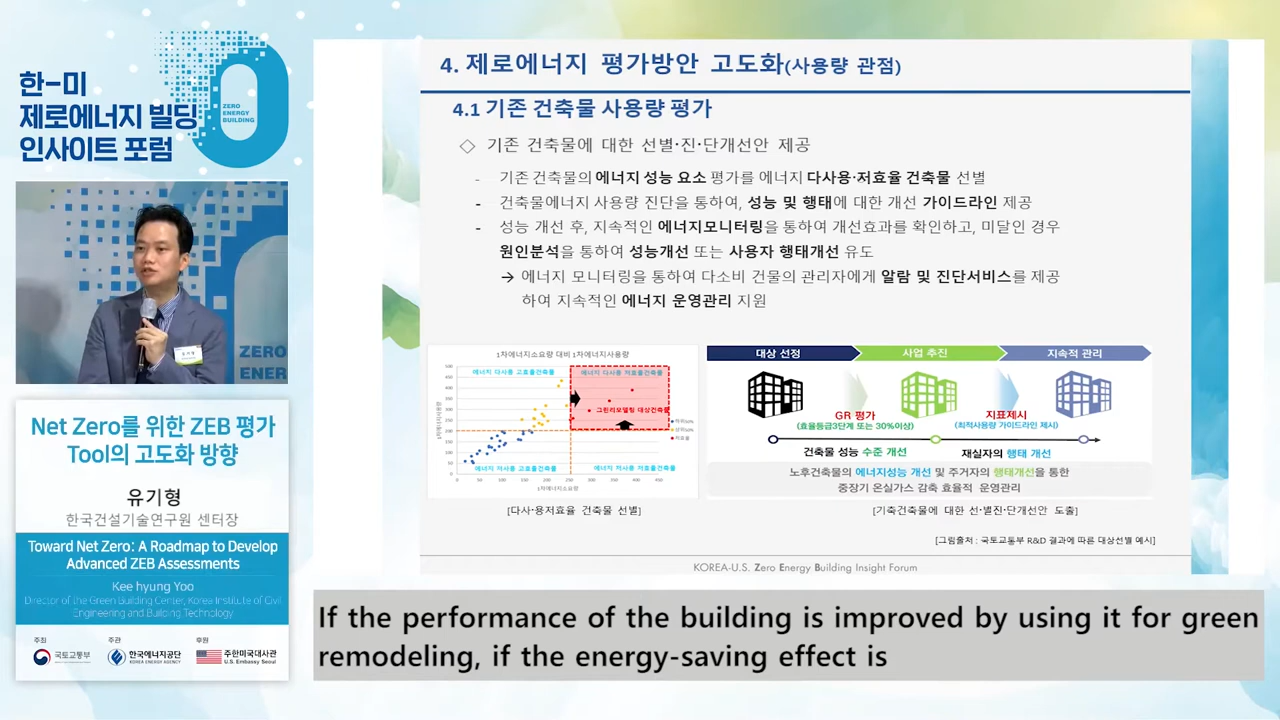 한-미
제로에너지 빌딩
인사이트 포럼
ZERO
ENERGY
BUILDING
ZERO
ENER
Net Zero를 위한 ZEB 평가
Tool의 고도화 방향
유기형
한국건설기술연구원 센터장
Toward Net Zero: A Roadmap to Develop
Advanced ZEB Assessments
Kee hyung Yoo
Director of the Green Building Center, Korea Institute of Civil
Engineering and Building Technology
주최
국토교통부
주관
한국에너지공단
KOREA ENERGY AGENCY
후원
주한미국대사관
U.S. Embassy Seoul
4. 제로에너지 평가방안 고도화(사용량 관점)
4.1 기존 건축물 사용량 평가
◇ 기존 건축물에 대한 선별·진·단개선안 제공
- 기존 건축물의 에너지 성능 요소 평가를 에너지 다사용·저효율 건축물 선별
- 건축물에너지 사용량 진단을 통하여, 성능 및 행태에 대한 개선 가이드라인 제공
- 성능 개선 후, 지속적인 에너지모니터링을 통하여 개선효과를 확인하고, 미달인 경우
원인분석을 통하여 성능개선 또는 사용자 행태개선 유도
→ 에너지 모니터링을 통하여 다소비 건물의 관리자에게 알람 및 진단서비스를 제공
하여 지속적인 에너지 운영관리 지원
1차에너지소요량 대비 1차에너지사용량
에너지 다사용 고효율건축물
에너지 다사용 저효율건축물
그린리모델링 대상건축물
에너지 저사용 고효율건축물
에너지 저사용 저효율건축물
500
450
400
350
300
250
200
150
100
50
0
0 50 100 150 200 250 300 350 400 450
1차에너지소요량
1차에너지사용량
[다사·용저효율 건축물 선별]
대상 선정
사업 추진
지속적 관리
GR 평가
(효율등급3단계 또는 30%이상)
지표제시
(최적사용량 가이드라인 제시)
건축물 성능 수준 개선
재실자의 행태 개선
노후건축물의 에너지성능 개선 및 주거자의 행태개선을 통한
중장기 온실가스 감축 효율적 운영관리
[기축건축물에 대한 선·별진·단개선안 도출]
[그림출처 : 국토교통부 R&D 결과에 따른 대상선별 예시]
KOREA-U.S. Zero Energy Building Insight Forum
If the performance of the building is improved by using it for green
remodeling, if the energy-saving effect is